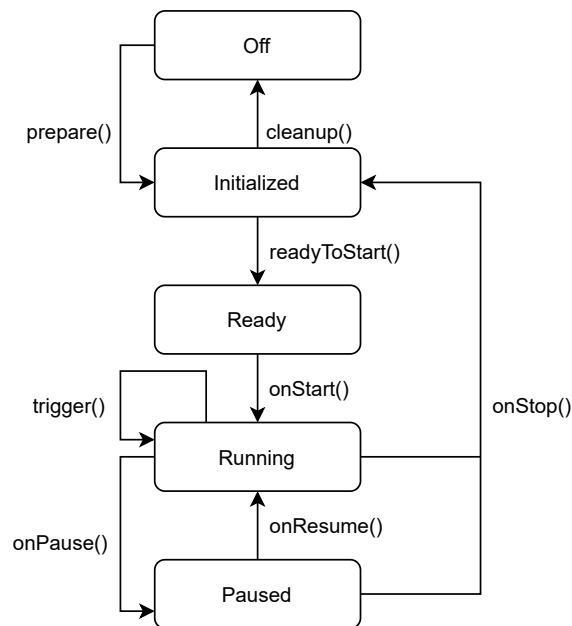 Off
prepare()
cleanup()
Initialized
readyToStart()
Ready
onStart()
trigger()
onStop()
Running
onResume()
onPause()
Paused